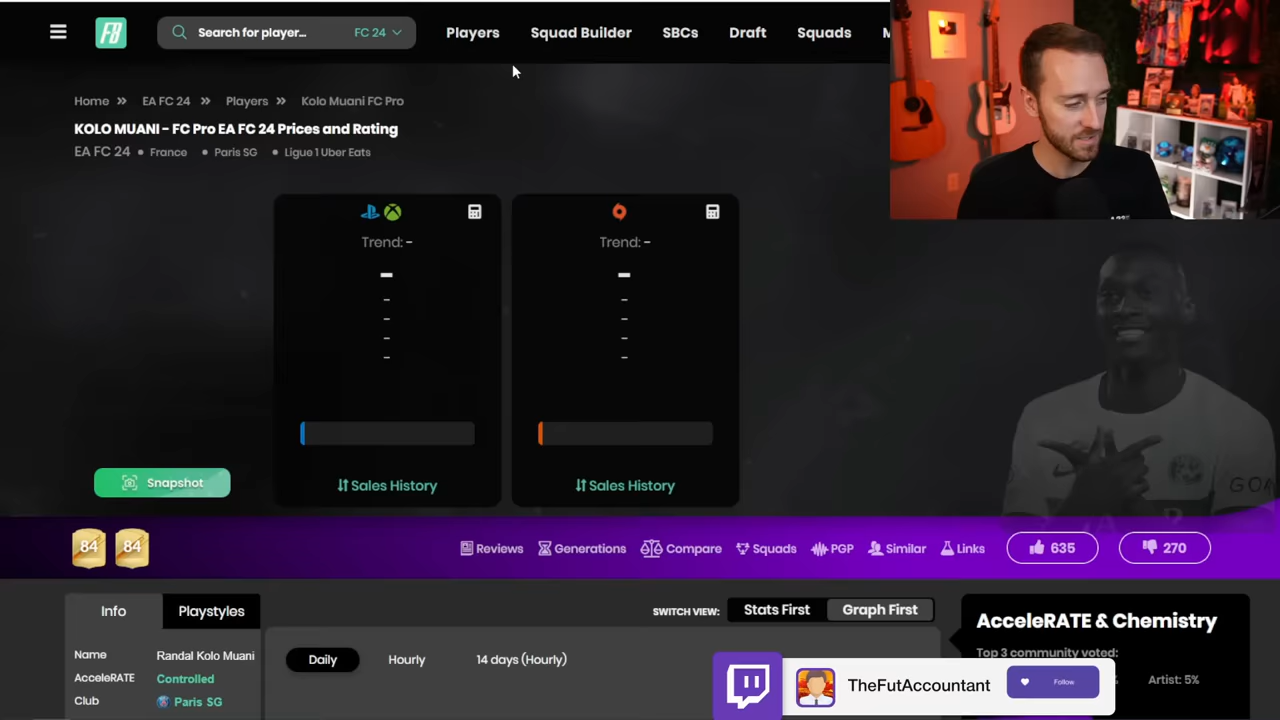 FB
Search for player...
FC 24
Players
Squad Builder
SBCs
Draft
Squads
M
Home » EA FC 24 » Players » Kolo Muani FC Pro
KOLO MUANI - FC Pro EA FC 24 Prices and Rating
EA FC 24 • France • Paris SG • Ligue 1 Uber Eats
Trend: -
-
-
-
-
-
Sales History
Trend: -
-
-
-
-
-
Sales History
Snapshot
GOA
84
84
Reviews
Generations
Compare
Squads
PGP
Similar
Links
635
270
Info
Playstyles
SWITCH VIEW:
Stats First
Graph First
AcceleRATE & Chemistry
Top 3 community voted:
Name
Randal Kolo Muani
AcceleRATE
Controlled
Club
Paris SG
Daily
Hourly
14 days (Hourly)
% Artist: 5%
TheFutAccountant
Follow